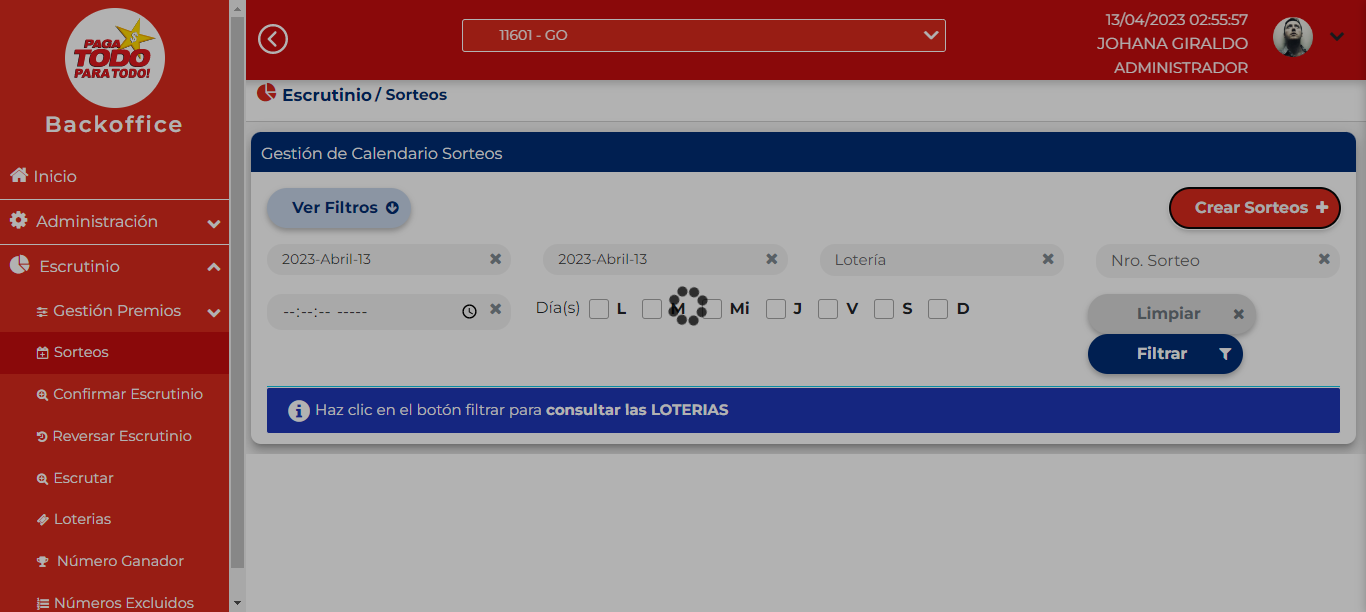 PAGA
TODO
PARA TODO!
Backoffice
Inicio
Administración
Escrutinio
Gestión Premios
Sorteos
Confirmar Escrutinio
Reversar Escrutinio
Escrutar
Loterias
Número Ganador
Números Excluidos
11601 - GO
13/04/2023 02:55:57
JOHANA GIRALDO
ADMINISTRADOR
Escrutinio / Sorteos
Gestión de Calendario Sorteos
Ver Filtros
Crear Sorteos +
2023-Abril-13
2023-Abril-13
Lotería
Nro. Sorteo
--:--:-- -----
Día(s) L M Mi J V S D
Limpiar
Filtrar
Haz clic en el botón filtrar para consultar las LOTERIAS